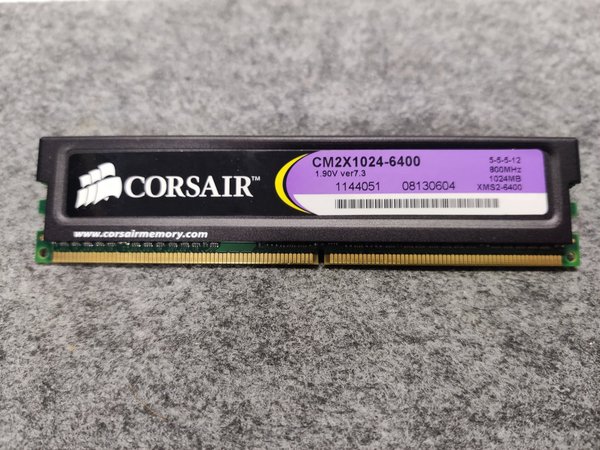 CORSAIR™
www.corsairmemory.com
CM2X1024-6400
1.90V ver7.3
1144051 08130604
5-5-5-12
800MHz
1024MB
XMS2-6400